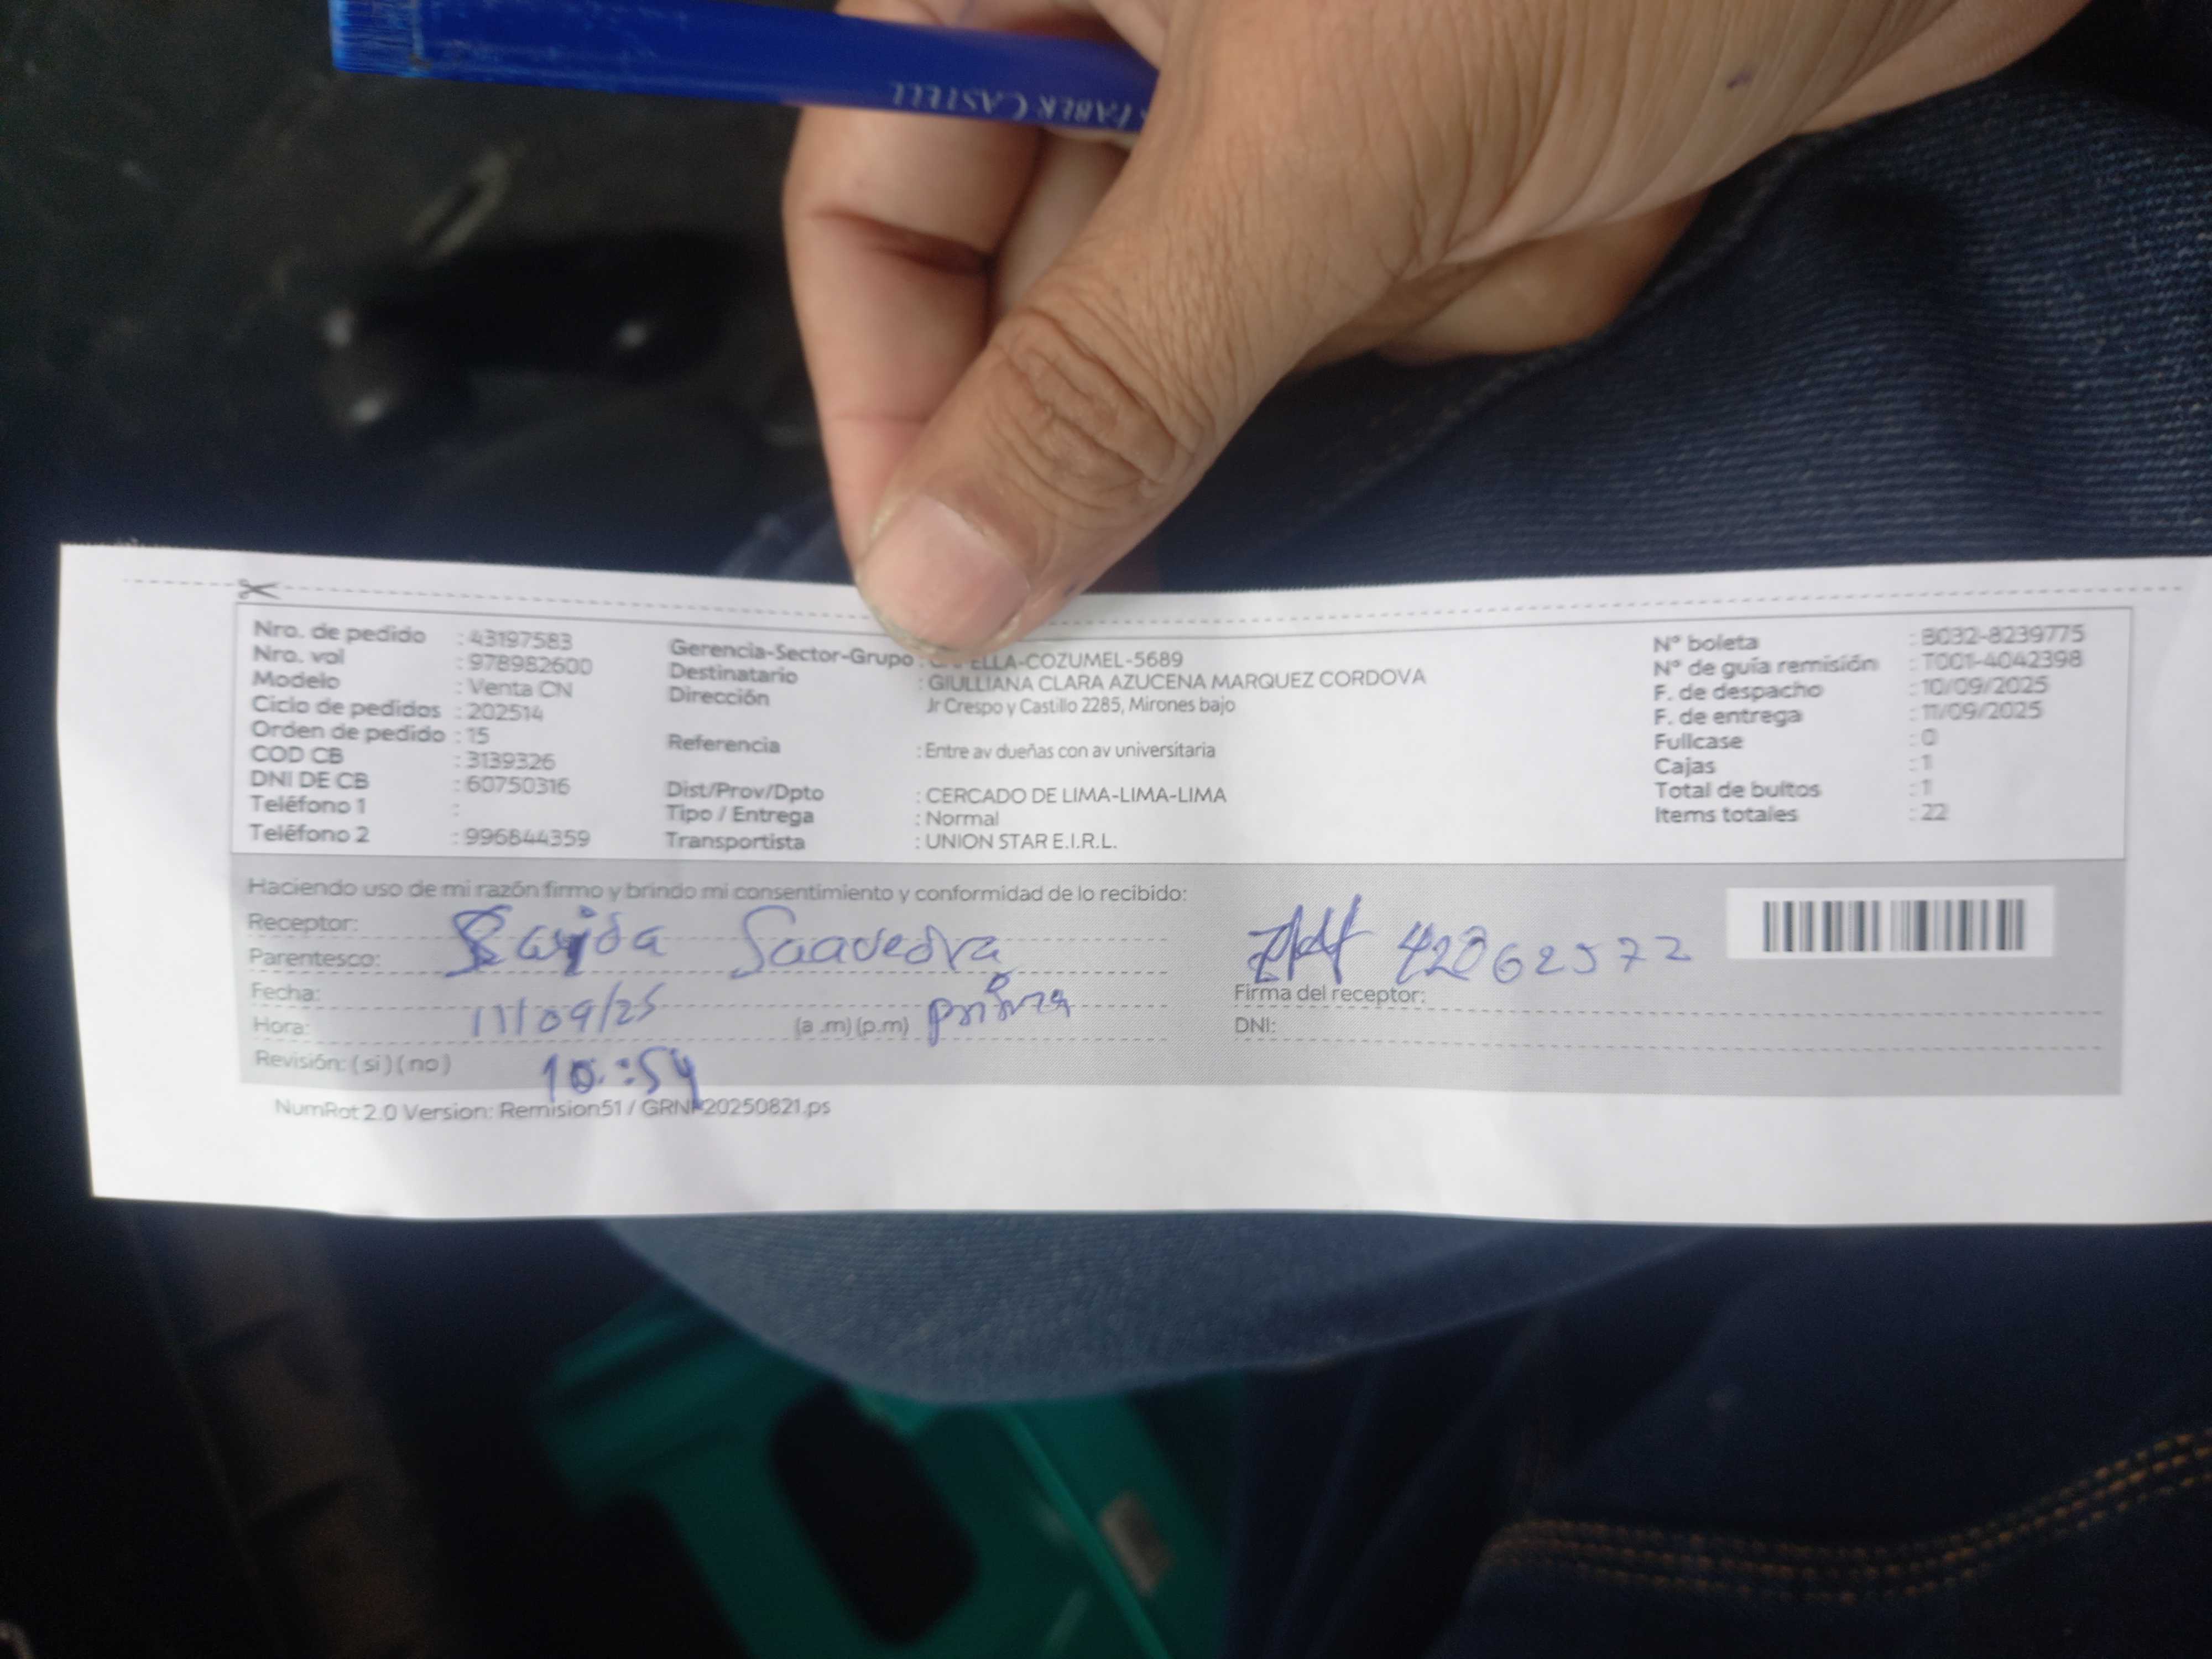 FABER CASTELL
Nro. de pedido : 43197583
Nro. vol : 978982600
Modelo : Venta CN
Ciclo de pedidos : 202514
Orden de pedido : 15
COD CB : 3139326
DNI DE CB : 60750316
Teléfono 1 :
Teléfono 2 : 996844359
Gerencia-Sector-Grupo : ELLA-COZUMEL-5689
Destinatario : GIULLIANA CLARA AZUCENA MARQUEZ CORDOVA
Dirección Jr Crespo y Castillo 2285, Mirones bajo
Referencia : Entre av dueñas con av universitaria
Dist/Prov/Dpto : CERCADO DE LIMA-LIMA-LIMA
Tipo / Entrega : Normal
Transportista : UNION STAR E.I.R.L.
N° boleta : B032-8239775
N° de guía remisión : T001-4042398
F. de despacho : 10/09/2025
F. de entrega : 11/09/2025
Fullcase : 0
Cajas : 1
Total de bultos : 1
Items totales : 22
Haciendo uso de mi razón firmo y brindo mi consentimiento y conformidad de lo recibido:
Receptor: Saavedra
Parentesco: prima
Fecha: 11/09/25
Hora: 10:54 (a .m) (p.m)
Revisión: ( si ) ( no )
42062572
Firma del receptor:
DNI:
NumRot 2.0 Version: Remision51 / GRNF20250821.ps